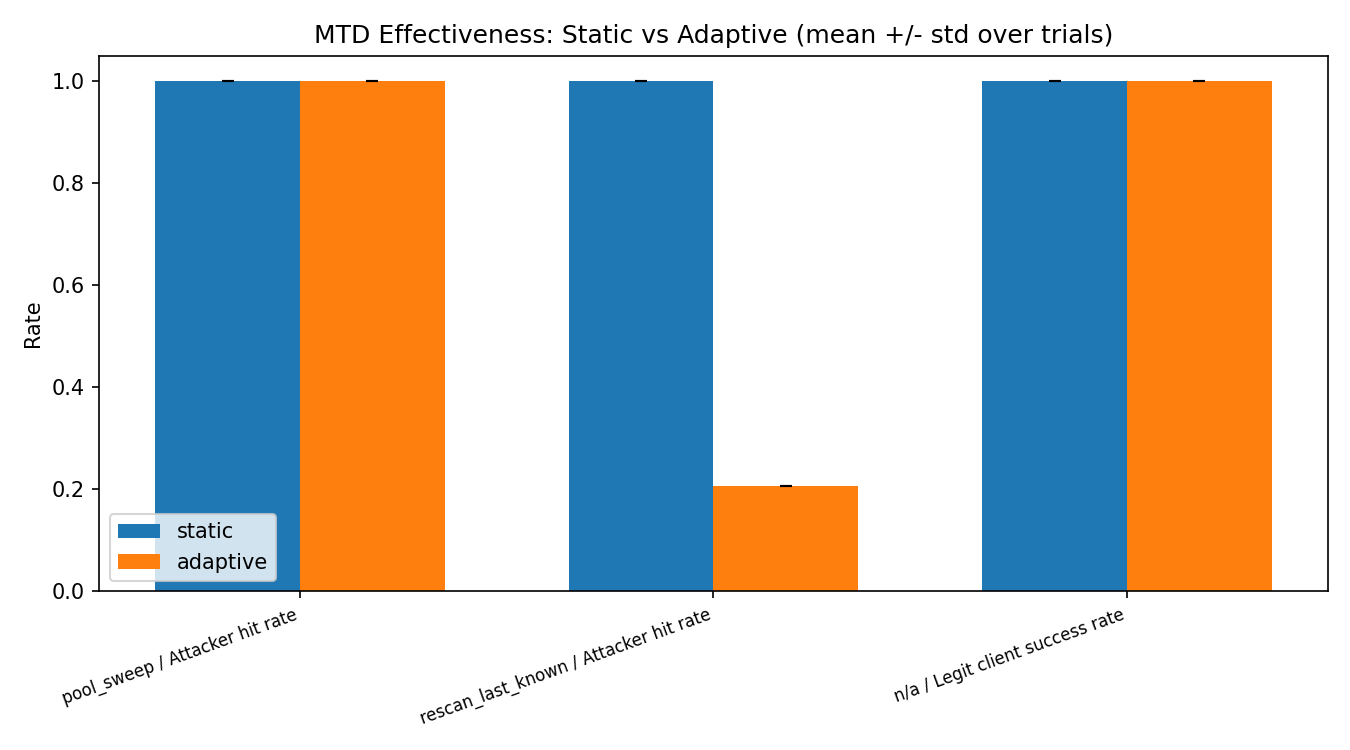 MTD Effectiveness: Static vs Adaptive (mean +/- std over trials)
Rate
1.0
0.8
0.6
0.4
0.2
0.0
static
adaptive
pool_sweep / Attacker hit rate
rescan_last_known / Attacker hit rate
n/a / Legit client success rate